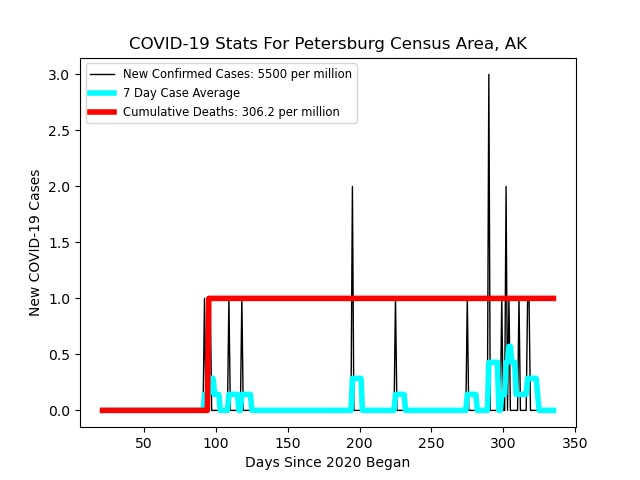 COVID-19 Stats For Petersburg Census Area, AK
New Confirmed Cases: 5500 per million
7 Day Case Average
Cumulative Deaths: 306.2 per million
New COVID-19 Cases
3.0
2.5
2.0
1.5
1.0
0.5
0.0
50 100 150 200 250 300 350
Days Since 2020 Began